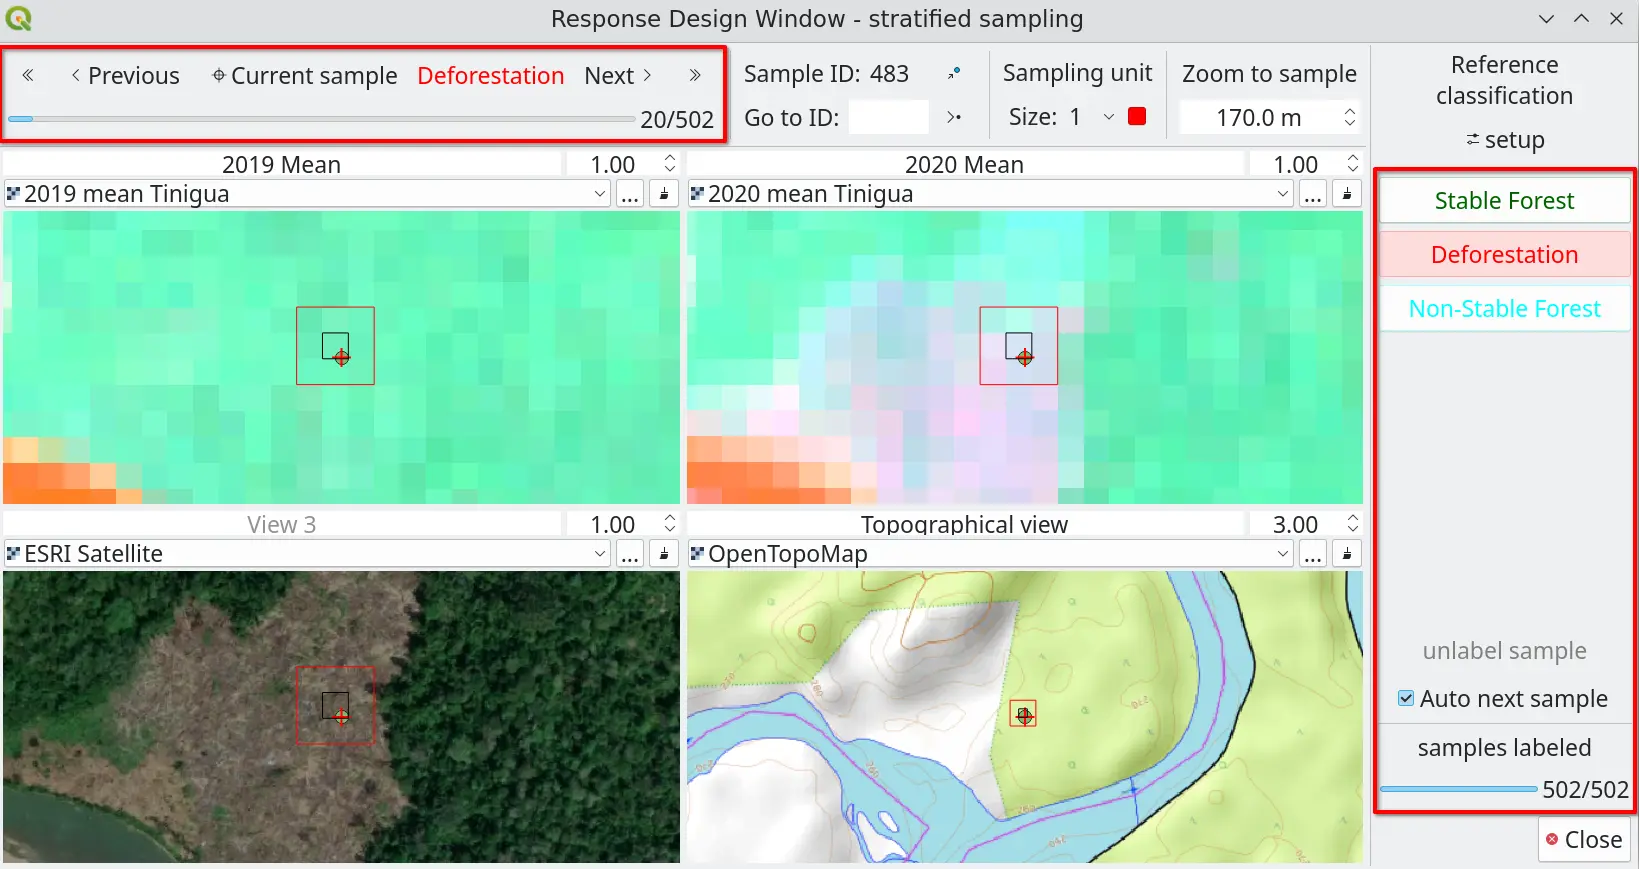 Response Design Window - stratified sampling
« ‹ Previous Current sample Deforestation Next › »
20/502
Sample ID: 483
Go to ID:
Sampling unit
Size: 1
Zoom to sample
170.0 m
Reference
classification
setup
2019 Mean 1.00
2019 mean Tinigua ...
2020 Mean 1.00
2020 mean Tinigua ...
View 3 1.00
ESRI Satellite ...
Topographical view 3.00
OpenTopoMap ...
260
260
260
Stable Forest
Deforestation
Non-Stable Forest
unlabel sample
Auto next sample
samples labeled
502/502
Close